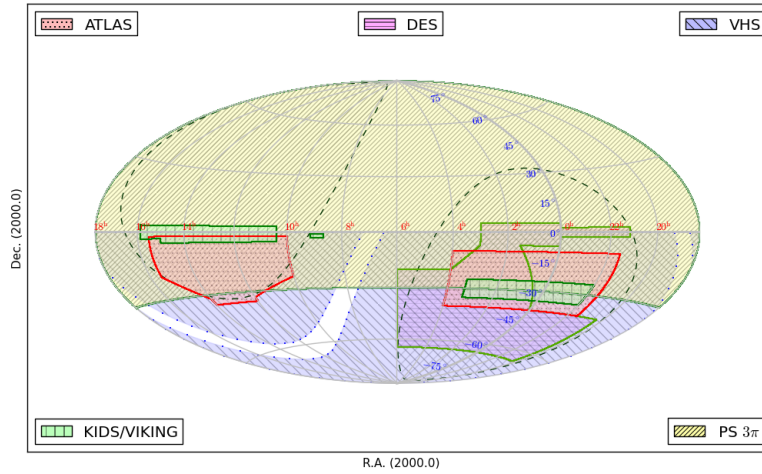 ATLAS
DES
VHS
75°
60°
45°
30
15
18ʰ
14ʰ
10ʰ
8ʰ
6ʰ
4ʰ
2ʰ
0ʰ
22ʰ
20ʰ
0
−15
−30
−45
−60
−75
Dec. (2000.0)
KIDS/VIKING
PS 3π
R.A. (2000.0)